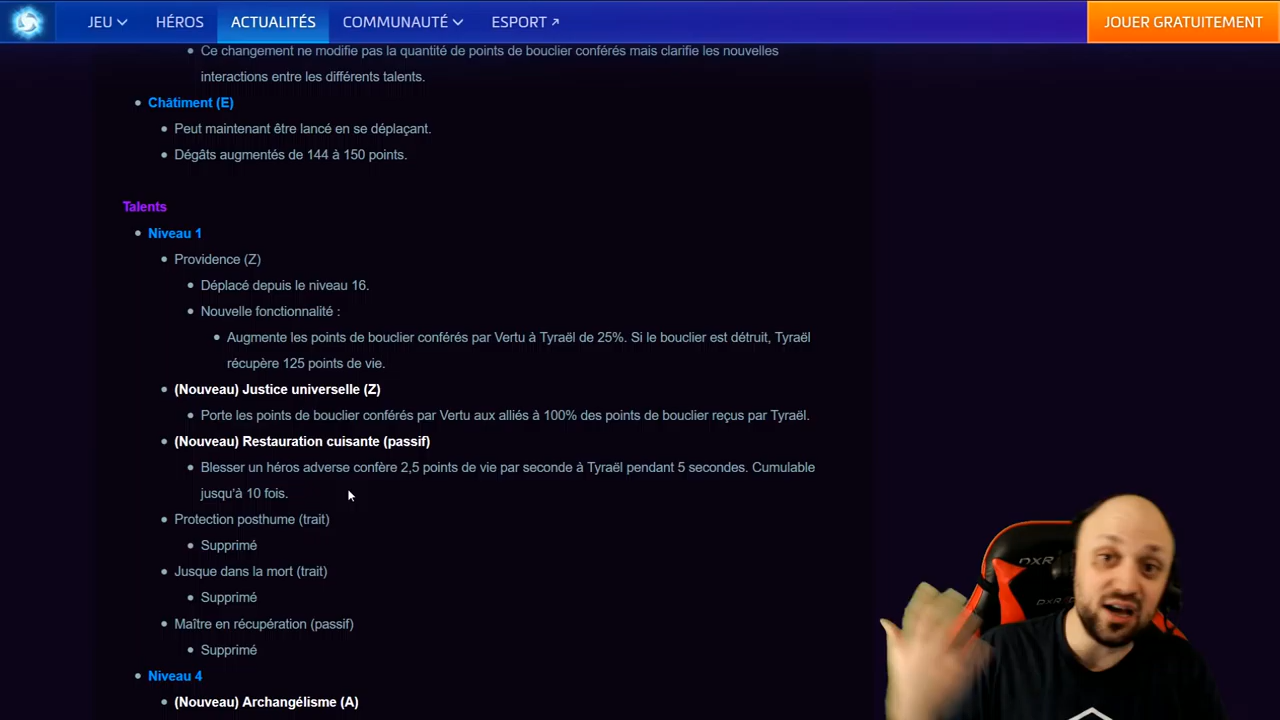 JEU HÉROS ACTUALITÉS COMMUNAUTÉ ESPORT JOUER GRATUITEMENT
Ce changement ne modifie pas la quantité de points de bouclier conférés mais clarifie les nouvelles
interactions entre les différents talents.
Châtiment (E)
Peut maintenant être lancé en se déplaçant.
Dégâts augmentés de 144 à 150 points.
Talents
Niveau 1
Providence (Z)
Déplacé depuis le niveau 16.
Nouvelle fonctionnalité :
Augmente les points de bouclier conférés par Vertu à Tyraël de 25%. Si le bouclier est détruit, Tyraël
récupère 125 points de vie.
(Nouveau) Justice universelle (Z)
Porte les points de bouclier conférés par Vertu aux alliés à 100% des points de bouclier reçus par Tyraël.
(Nouveau) Restauration cuisante (passif)
Blesser un héros adverse confère 2,5 points de vie par seconde à Tyraël pendant 5 secondes. Cumulable
jusqu'à 10 fois.
Protection posthume (trait)
Supprimé
Jusque dans la mort (trait)
Supprimé
Maître en récupération (passif)
Supprimé
Niveau 4
(Nouveau) Archangélisme (A)